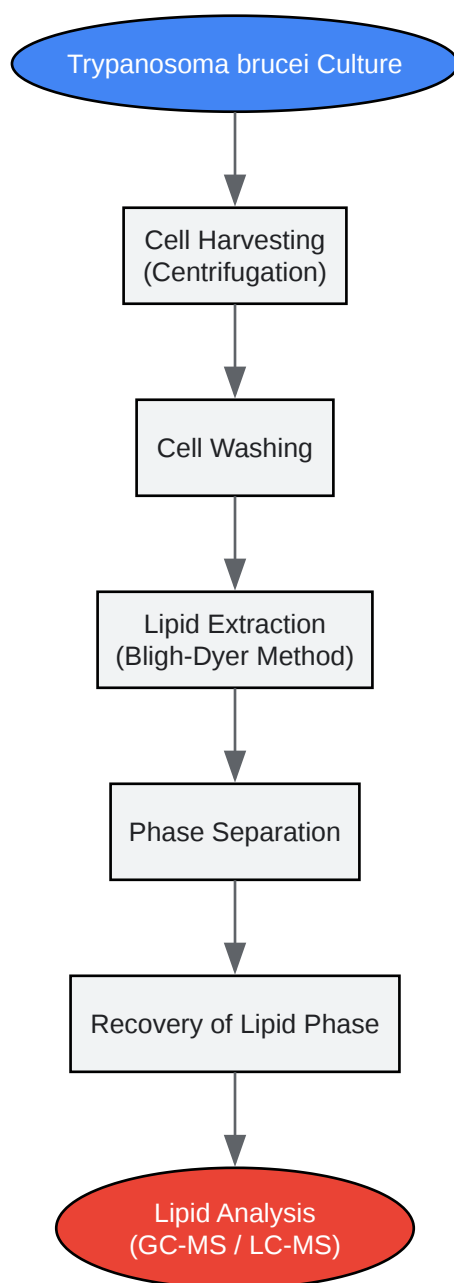 Trypanosoma brucei Culture
Cell Harvesting
(Centrifugation)
Cell Washing
Lipid Extraction
(Bligh-Dyer Method)
Phase Separation
Recovery of Lipid Phase
Lipid Analysis
(GC-MS / LC-MS)